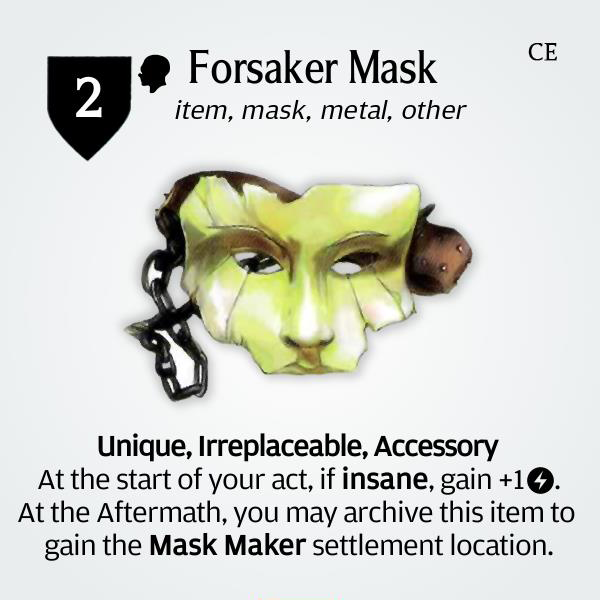 CE
2
Forsaker Mask
item, mask, metal, other
Unique, Irreplaceable, Accessory
At the start of your act, if insane, gain +1.
At the Aftermath, you may archive this item to
gain the Mask Maker settlement location.